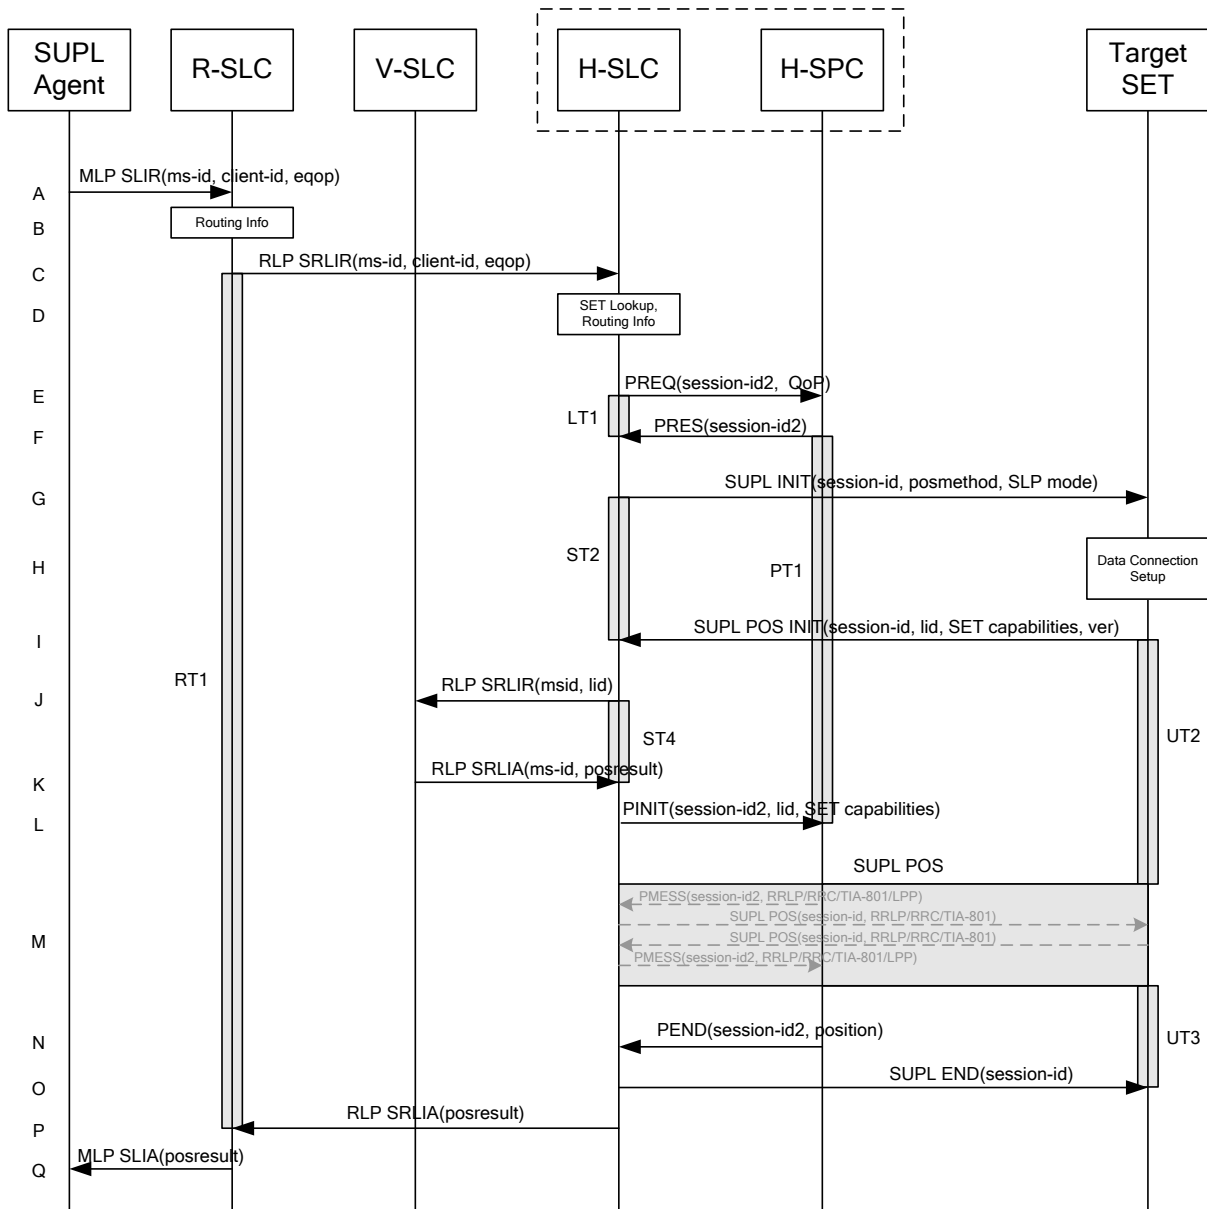 SUPL
Agent
R-SLC
V-SLC
H-SLC
H-SPC
Target
SET
A
MLP SLIR(ms-id, client-id, eqop)
B
Routing Info
C
RLP SRLIR(ms-id, client-id, eqop)
D
SET Lookup,
Routing Info
E
PREQ(session-id2, QoP)
LT1
F
PRES(session-id2)
G
SUPL INIT(session-id, posmethod, SLP mode)
H
ST2
PT1
Data Connection
Setup
I
SUPL POS INIT(session-id, lid, SET capabilities, ver)
RT1
J
RLP SRLIR(msid, lid)
ST4
UT2
K
RLP SRLIA(ms-id, posresult)
L
PINIT(session-id2, lid, SET capabilities)
SUPL POS
PMESS(session-id2, RRLP/RRC/TIA-801/LPP)
SUPL POS(session-id, RRLP/RRC/TIA-801)
M
SUPL POS(session-id, RRLP/RRC/TIA-801)
PMESS(session-id2, RRLP/RRC/TIA-801/LPP)
N
PEND(session-id2, position)
UT3
O
SUPL END(session-id)
P
RLP SRLIA(posresult)
Q
MLP SLIA(posresult)